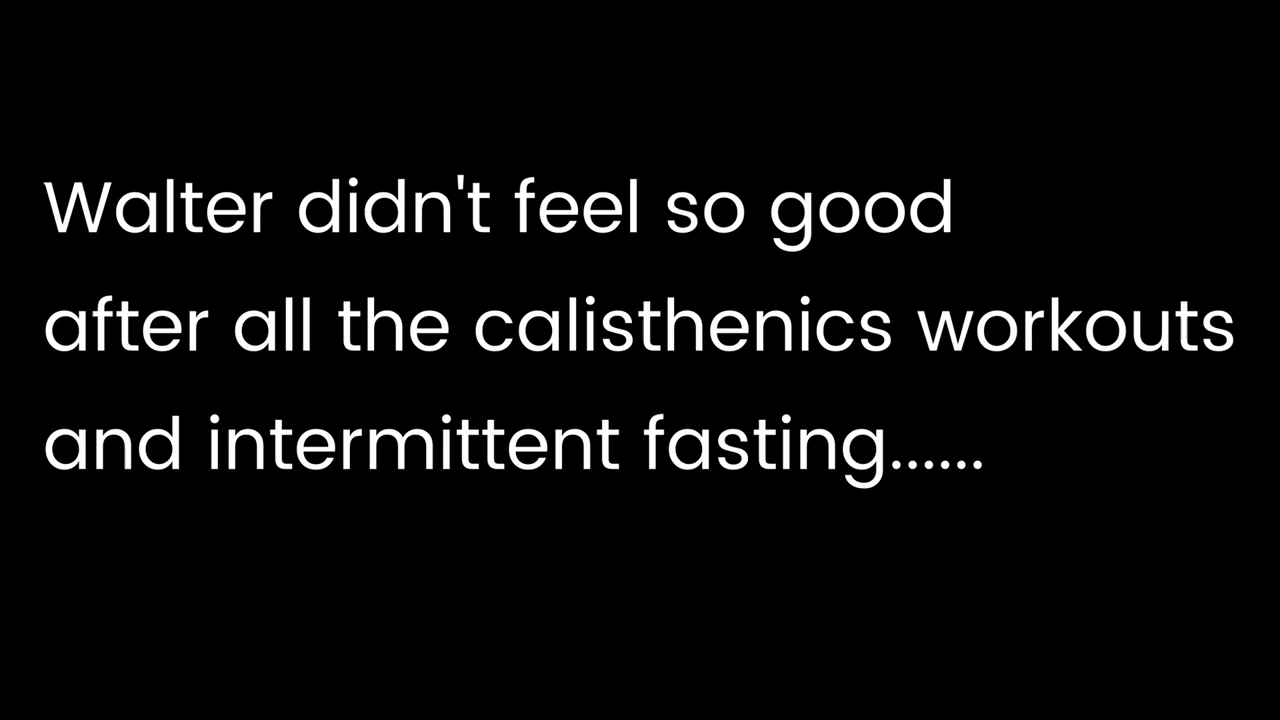 Walter didn't feel so good
after all the calisthenics workouts
and intermittent fasting......